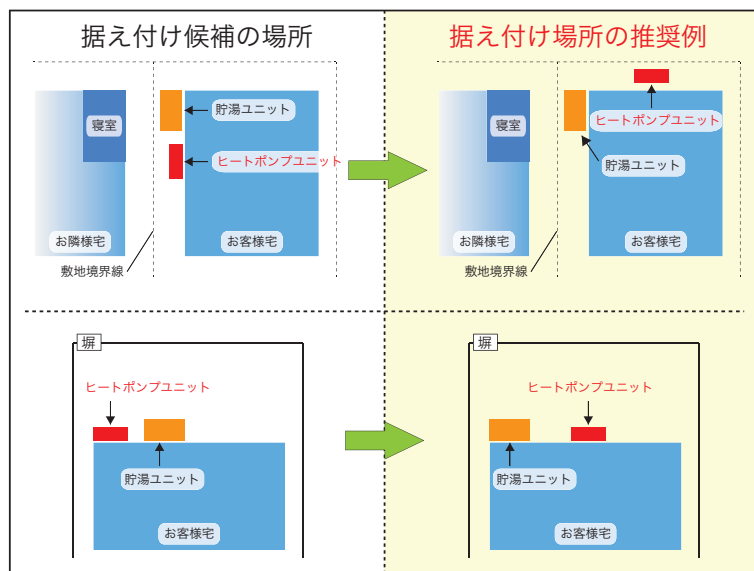 据え付け候補の場所
据え付け場所の推奨例
寝室
貯湯ユニット
ヒートポンプユニット
お隣様宅
お客様宅
敷地境界線
寝室
ヒートポンプユニット
貯湯ユニット
お隣様宅
お客様宅
敷地境界線
塀
ヒートポンプユニット
貯湯ユニット
お客様宅
塀
ヒートポンプユニット
貯湯ユニット
お客様宅